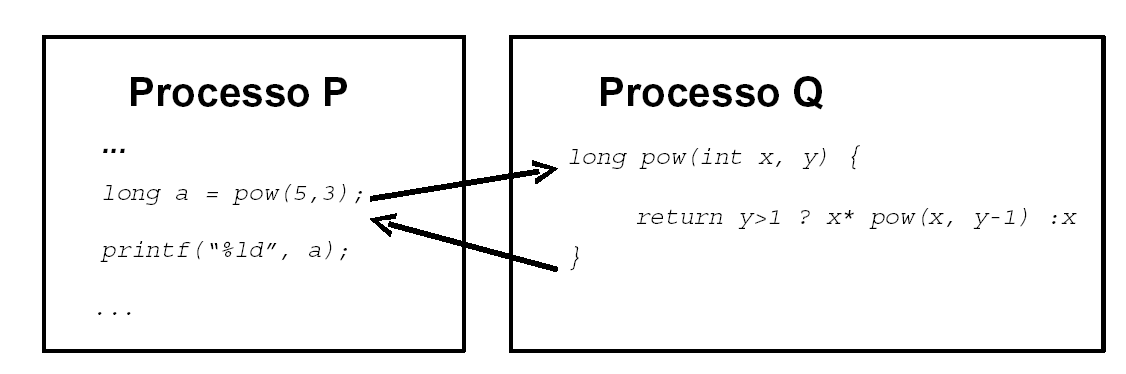 Processo P
...
long a = pow(5,3);
printf(“%ld”, a);
...
Processo Q
long pow(int x, y) {
return y>1 ? x* pow(x, y-1) :x
}